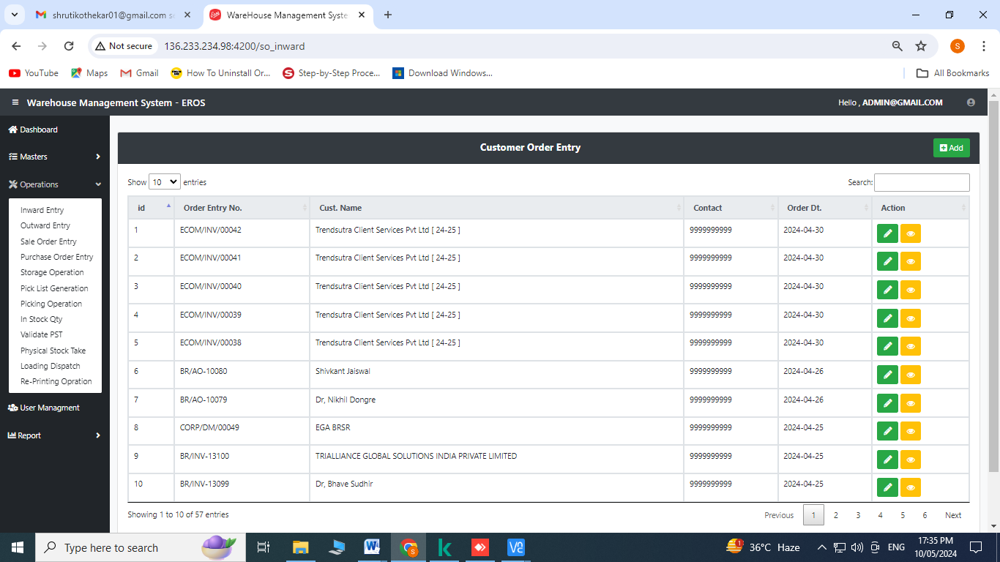 shrutikothekar01@gmail.com se
WareHouse Management Syste
Not secure
136.233.234.98:4200/so_inward
S
YouTube
Maps
Gmail
How To Uninstall Or...
Step-by-Step Proce...
Download Windows...
All Bookmarks
Warehouse Management System - EROS
Hello , ADMIN@GMAIL.COM
Dashboard
Masters
Operations
Inward Entry
Outward Entry
Sale Order Entry
Purchase Order Entry
Storage Operation
Pick List Generation
Picking Operation
In Stock Qty
Validate PST
Physical Stock Take
Loading Dispatch
Re-Printing Opration
User Managment
Report
Customer Order Entry
Add
Show 10 entries
Search:
id Order Entry No. Cust. Name Contact Order Dt. Action
1 ECOM/INV/00042 Trendsutra Client Services Pvt Ltd [ 24-25 ] 9999999999 2024-04-30
2 ECOM/INV/00041 Trendsutra Client Services Pvt Ltd [ 24-25 ] 9999999999 2024-04-30
3 ECOM/INV/00040 Trendsutra Client Services Pvt Ltd [ 24-25 ] 9999999999 2024-04-30
4 ECOM/INV/00039 Trendsutra Client Services Pvt Ltd [ 24-25 ] 9999999999 2024-04-30
5 ECOM/INV/00038 Trendsutra Client Services Pvt Ltd [ 24-25 ] 9999999999 2024-04-30
6 BR/AO-10080 Shivkant Jaiswal 9999999999 2024-04-26
7 BR/AO-10079 Dr, Nikhil Dongre 9999999999 2024-04-26
8 CORP/DM/00049 EGA BRSR 9999999999 2024-04-25
9 BR/INV-13100 TRIALLIANCE GLOBAL SOLUTIONS INDIA PRIVATE LIMITED 9999999999 2024-04-25
10 BR/INV-13099 Dr, Bhave Sudhir 9999999999 2024-04-25
Showing 1 to 10 of 57 entries
Previous 1 2 3 4 5 6 Next
Type here to search
36°C Haze
ENG
17:35 PM
10/05/2024